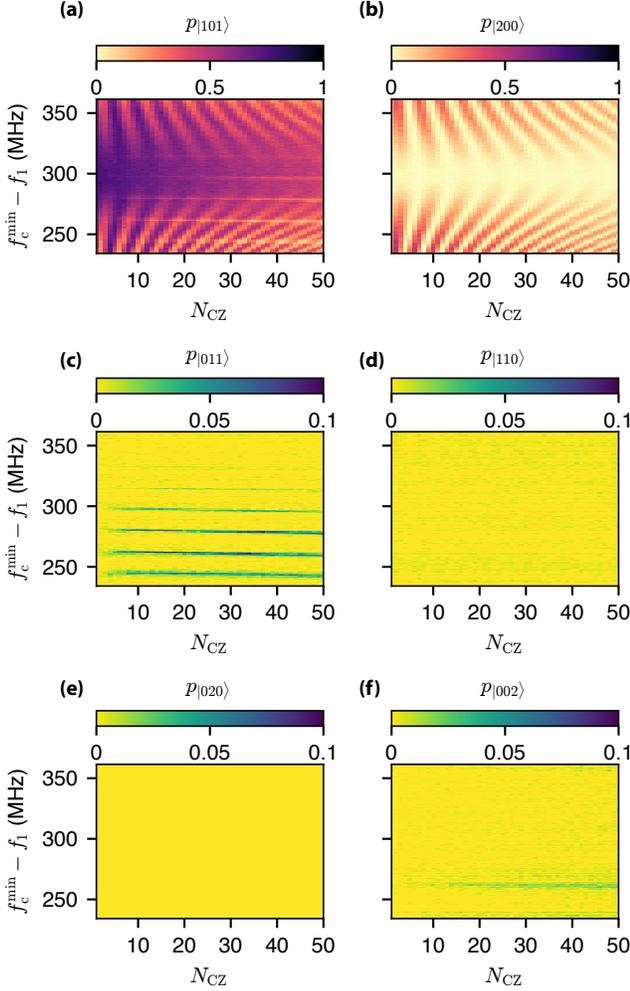 (a) (b)
p|101⟩ p|200⟩
0 0.5 1 0 0.5 1
350
300
250
f_c^min − f_1 (MHz)
10 20 30 40 50 10 20 30 40 50
N_CZ N_CZ
(c) (d)
p|011⟩ p|110⟩
0 0.05 0.1 0 0.05 0.1
350
300
250
f_c^min − f_1 (MHz)
10 20 30 40 50 10 20 30 40 50
N_CZ N_CZ
(e) (f)
p|020⟩ p|002⟩
0 0.05 0.1 0 0.05 0.1
350
300
250
f_c^min − f_1 (MHz)
10 20 30 40 50 10 20 30 40 50
N_CZ N_CZ